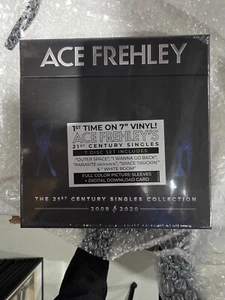 ACE FREHLEY
1ST TIME ON 7" VINYL!
ACE FREHLEY'S
21ST CENTURY SINGLES
7 DISC SET INCLUDES
"OUTER SPACE", "I WANNA GO BACK",
"PARASITE
"SPACE TRUCKIN'"
& "WHITE ROOM"
FULL COLOR PICTURE SLEEVES
+ DIGITAL DOWNLOAD CARD
THE 21ST CENTURY SINGLES COLLECTION
2009 2020